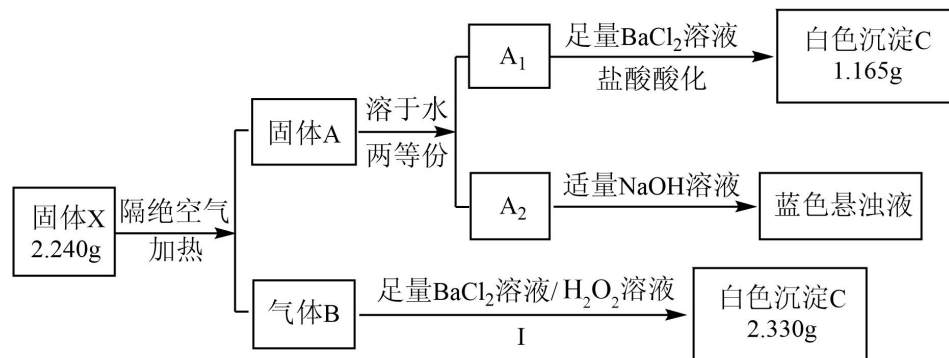 固体X
2.240g
隔绝空气
加热
固体A
溶于水
两等份
A₁
足量BaCl₂溶液
盐酸酸化
白色沉淀C
1.165g
A₂
适量NaOH溶液
蓝色悬浊液
气体B
足量BaCl₂溶液/H₂O₂溶液
I
白色沉淀C
2.330g